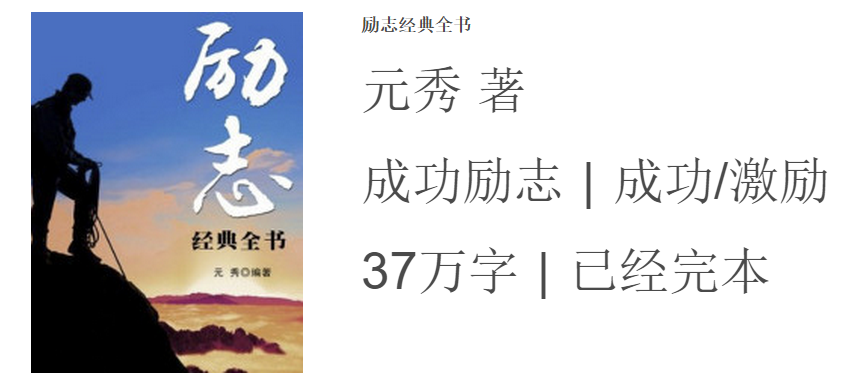 励志
经典全书
元 秀◎编著
励志经典全书
元秀 著
成功励志 | 成功/激励
37万字 | 已经完本